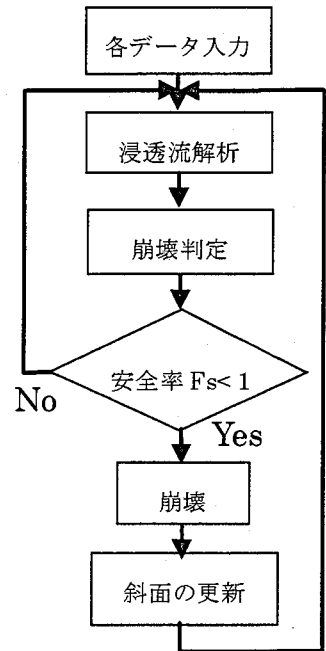 各データ入力
浸透流解析
崩壊判定
安全率 Fs< 1
No
Yes
崩壊
斜面の更新